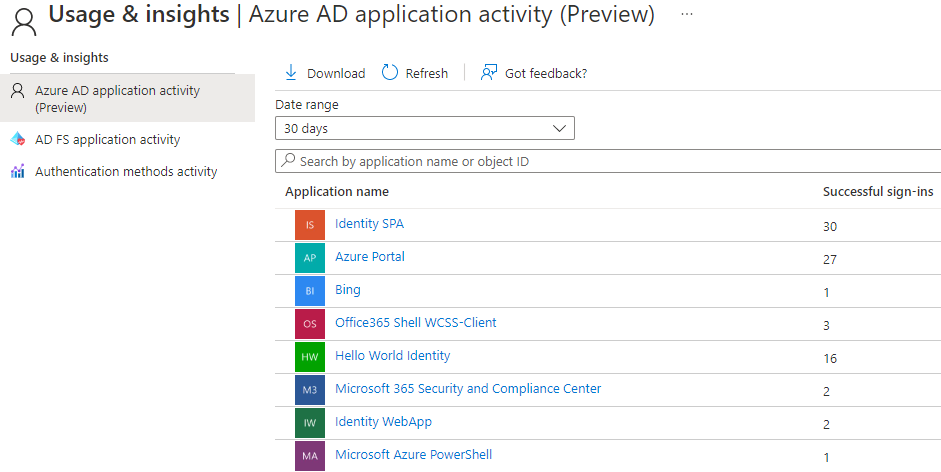 Usage & insights | Azure AD application activity (Preview) ...
Usage & insights
Azure AD application activity
(Preview)
AD FS application activity
Authentication methods activity
Download Refresh Got feedback?
Date range
30 days
Search by application name or object ID
Application name Successful sign-ins
IS Identity SPA 30
AP Azure Portal 27
BI Bing 1
OS Office365 Shell WCSS-Client 3
HW Hello World Identity 16
M3 Microsoft 365 Security and Compliance Center 2
IW Identity WebApp 2
MA Microsoft Azure PowerShell 1